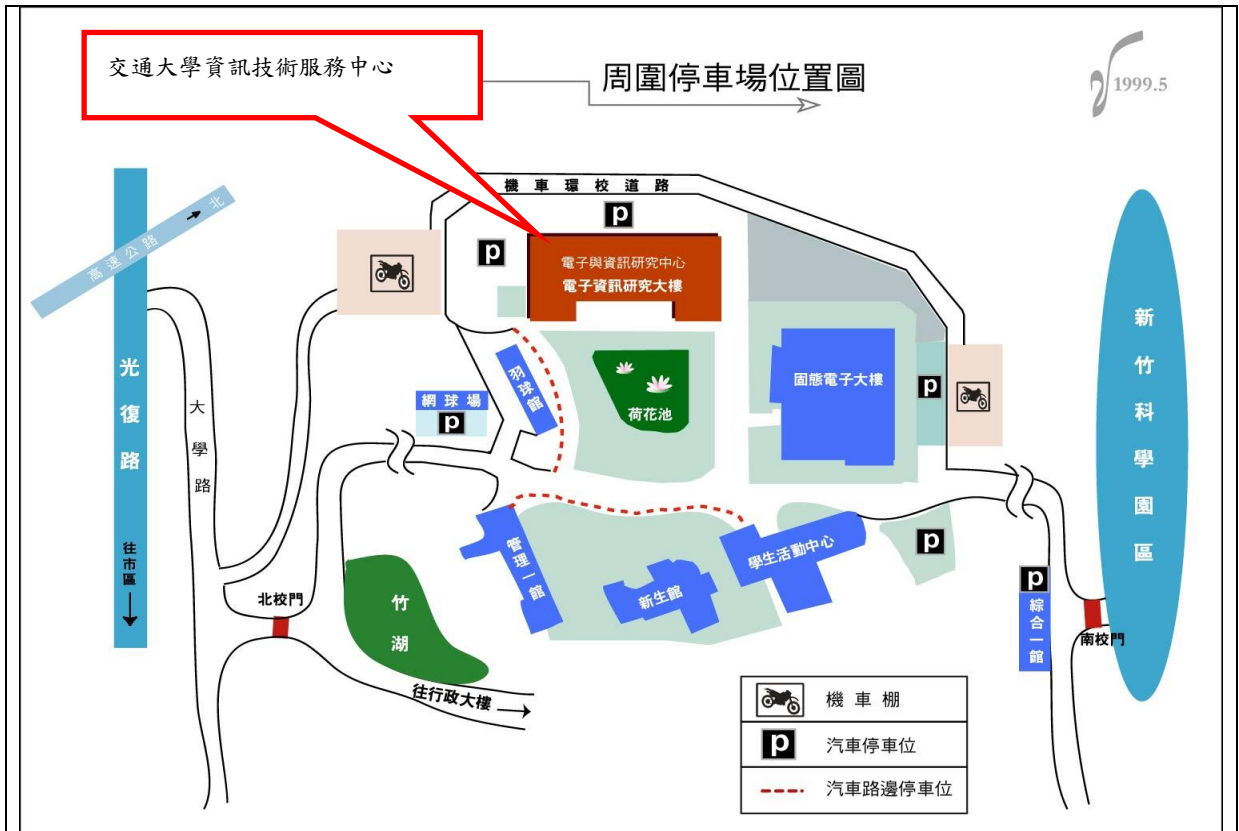 交通大學資訊技術服務中心
周圍停車場位置圖
1999.5
機車環校道路
P
P
高速公路
北
電子與資訊研究中心
電子資訊研究大樓
光復路
往市區
大學路
羽球館
網球場
P
荷花池
固態電子大樓
P
新竹科學園區
管理一館
新生館
學生活動中心
P
P
綜合一館
北校門
南校門
竹湖
往行政大樓
機車棚
P
汽車停車位
汽車路邊停車位